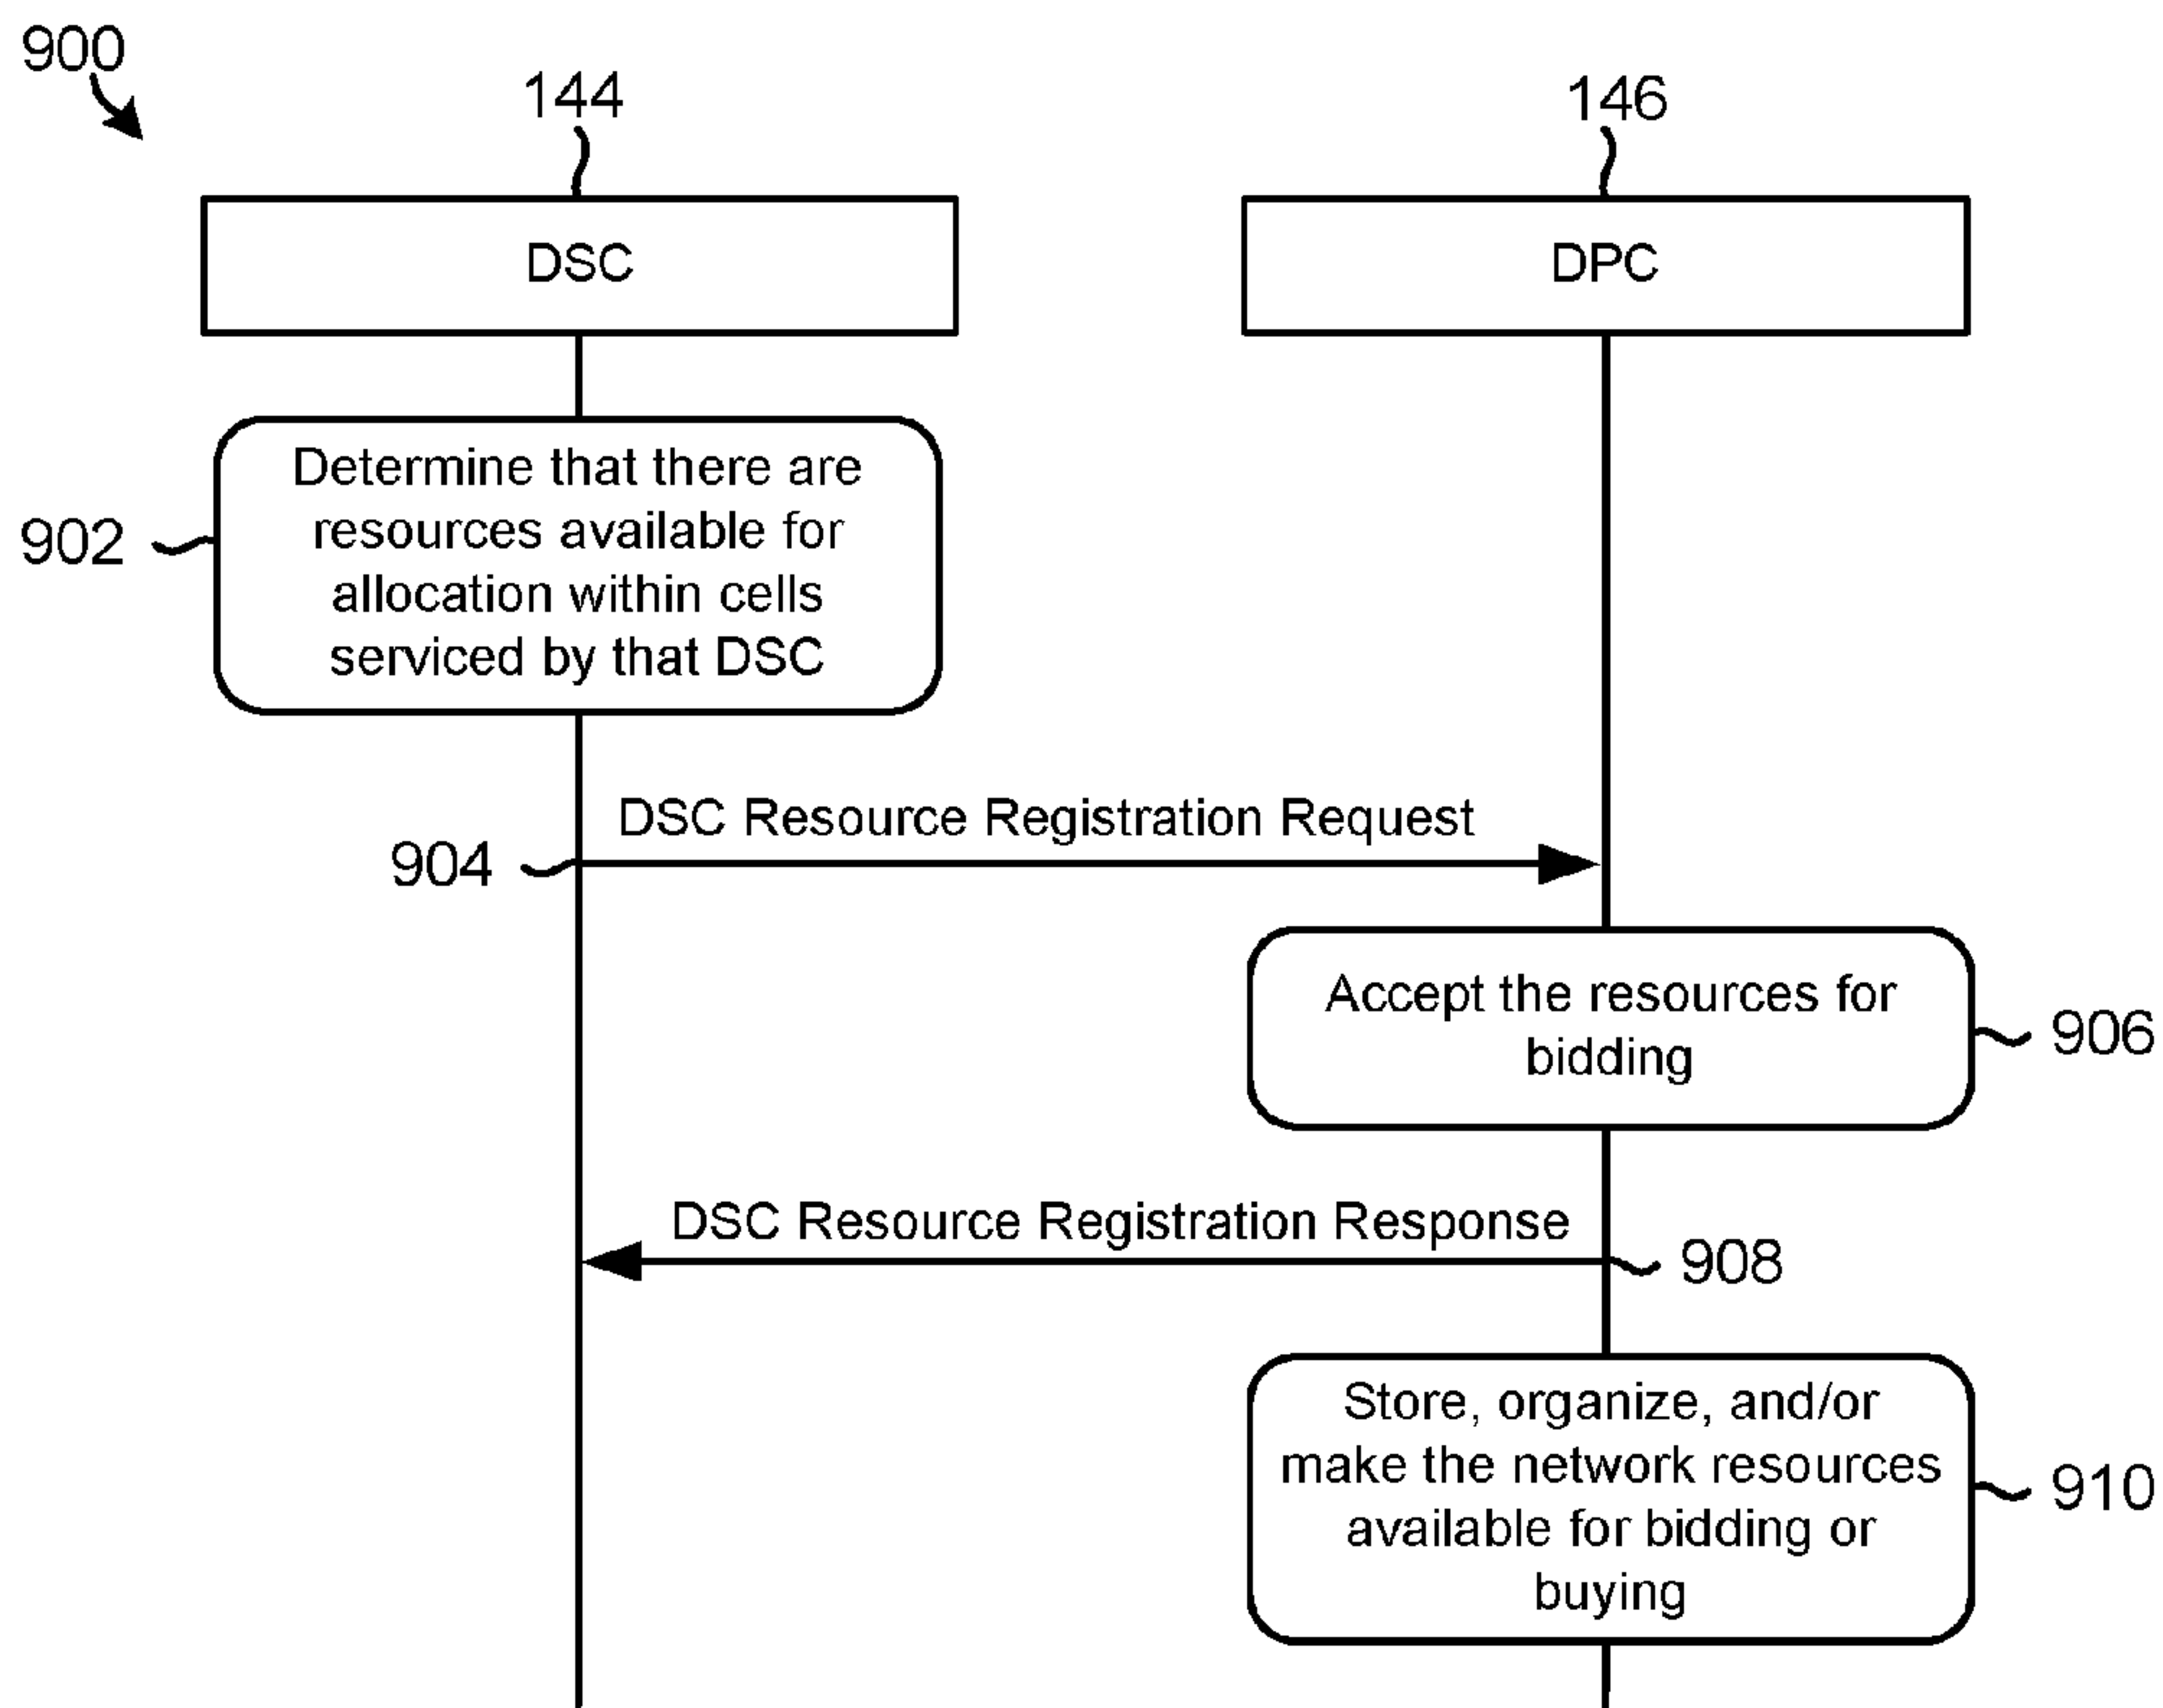 900
144
146
DSC
DPC
Determine that there are
resources available for
allocation within cells
serviced by that DSC
902
DSC Resource Registration Request
904
Accept the resources for
bidding
906
DSC Resource Registration Response
908
Store, organize, and/or
make the network resources
available for bidding or
buying
910